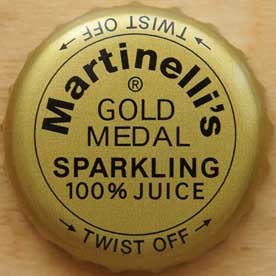 ← TWIST OFF →
Martinelli's
®
GOLD
MEDAL
SPARKLING
100% JUICE
→ TWIST OFF →